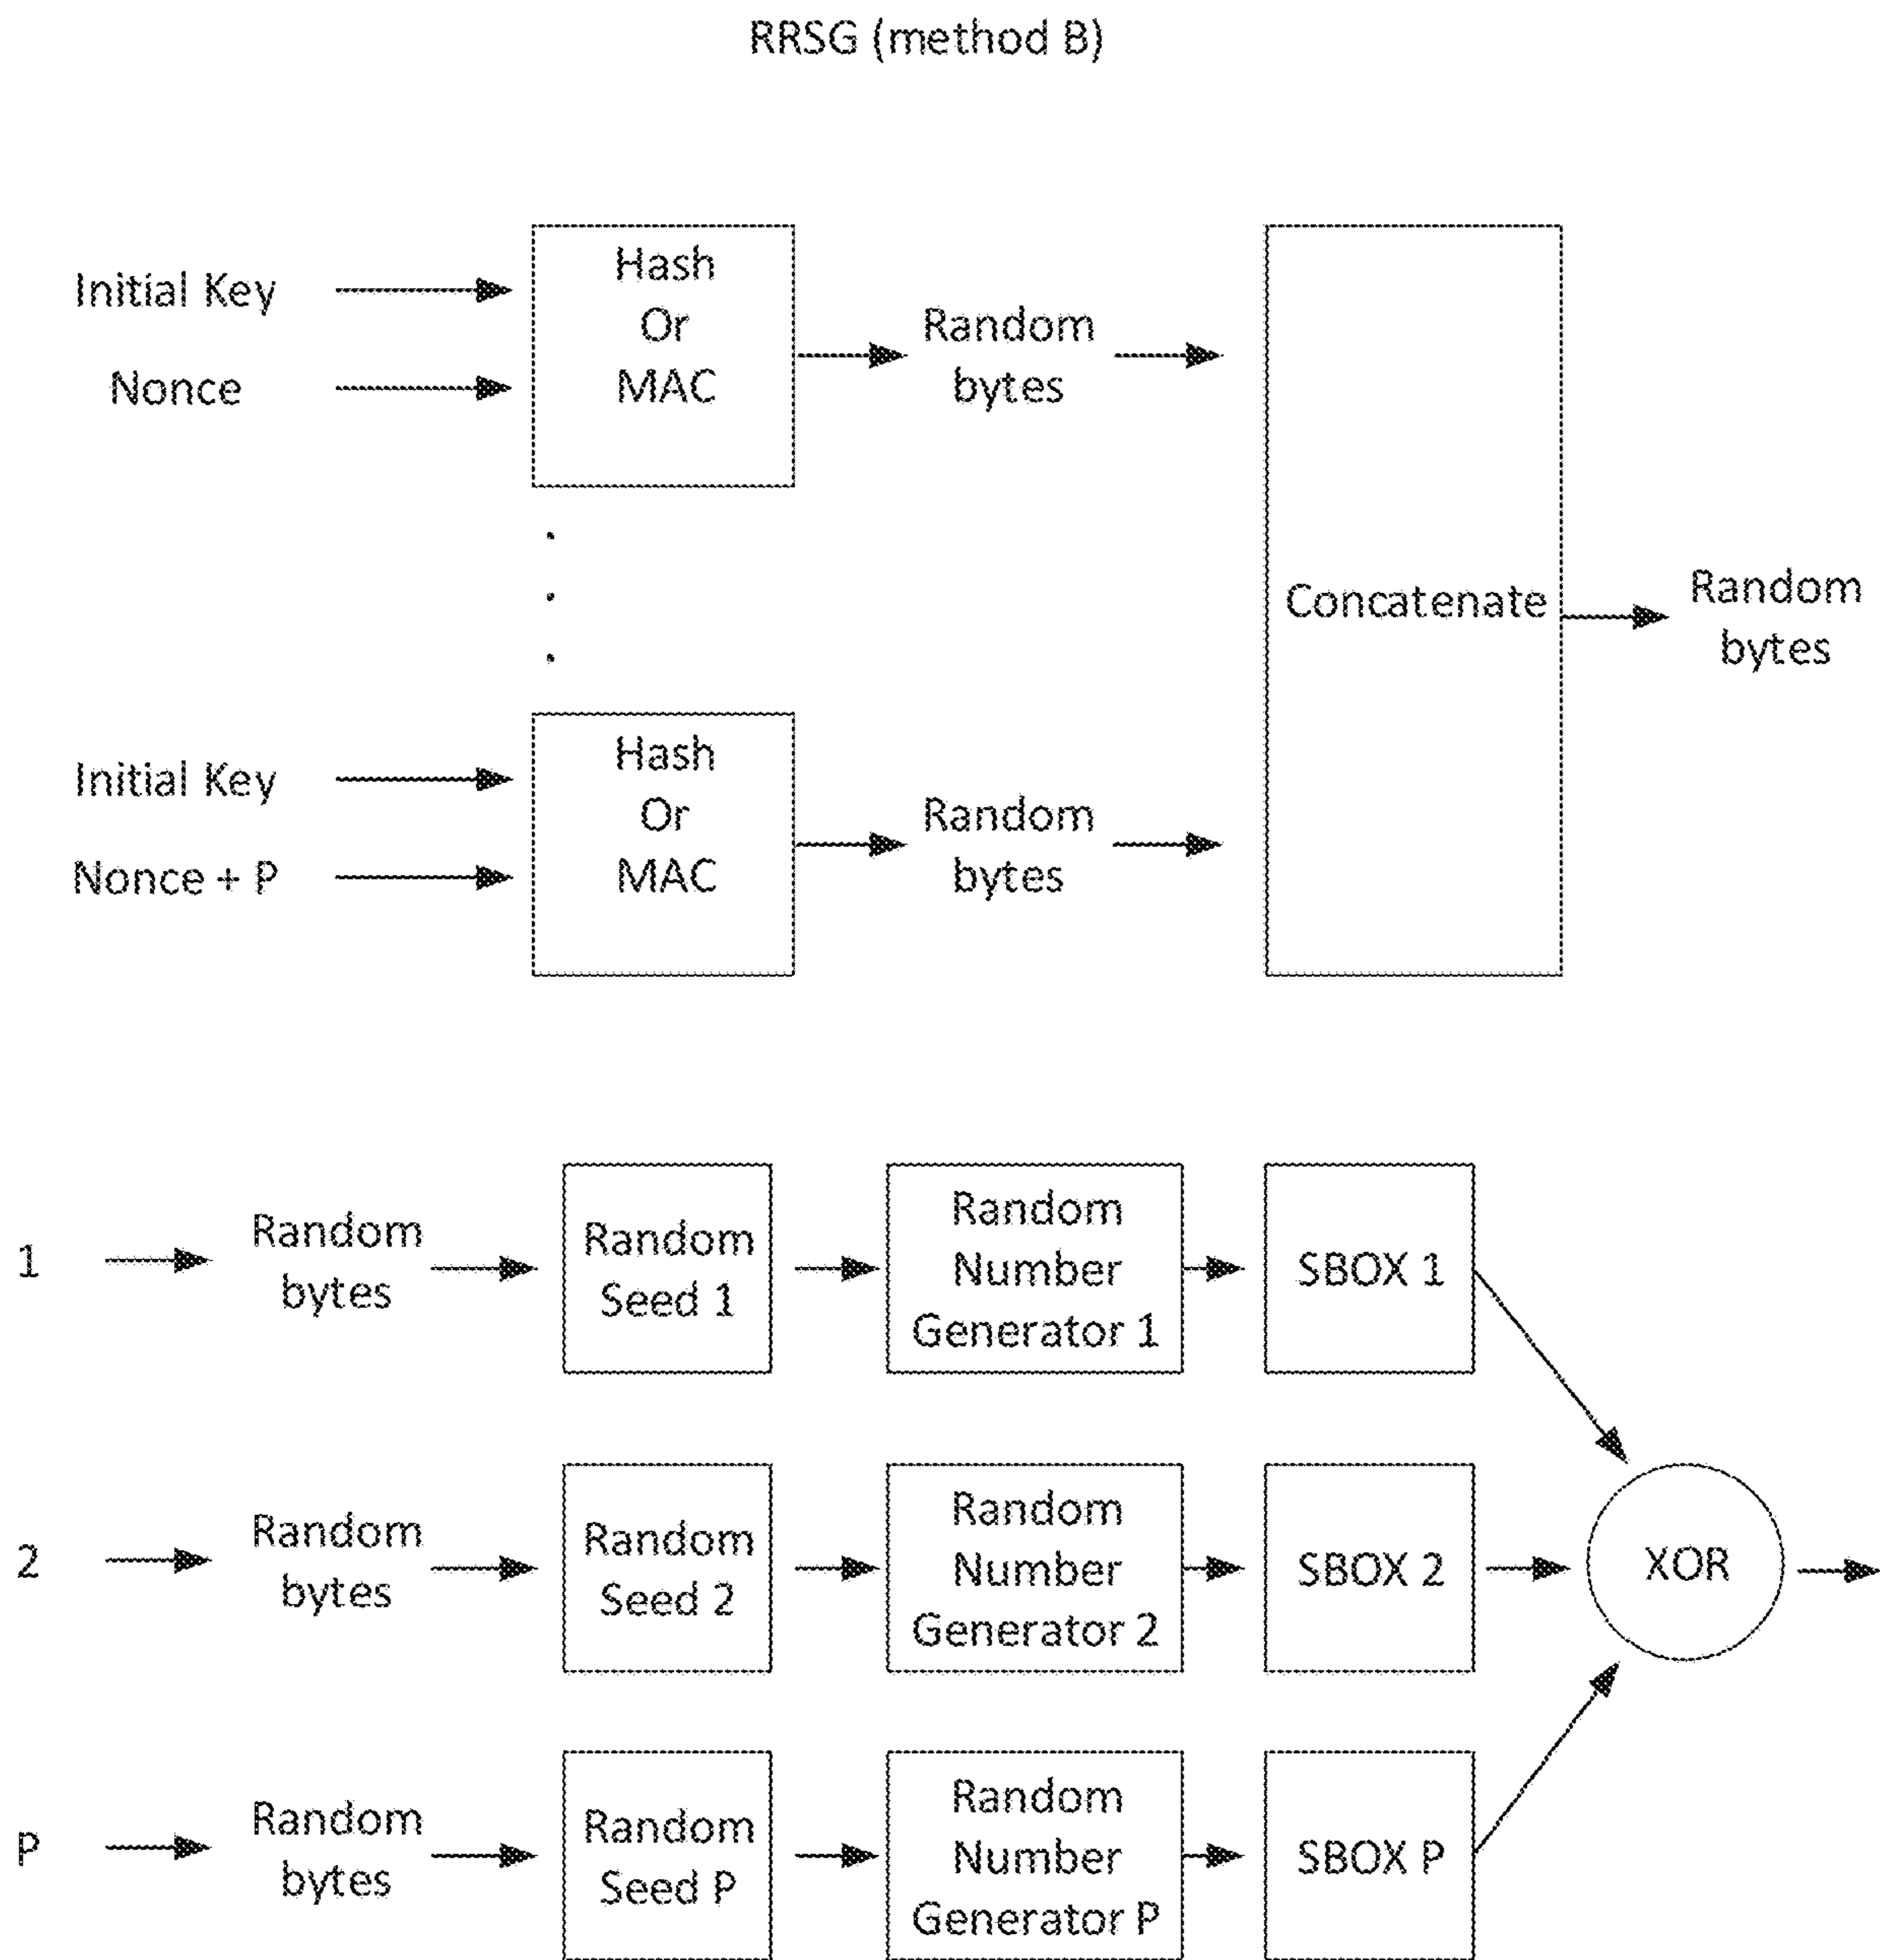 RRSG (method B)
Initial Key
Nonce
Hash
Or
MAC
Random
bytes
.
.
.
Initial Key
Nonce + P
Hash
Or
MAC
Random
bytes
Concatenate
Random
bytes
1
Random
bytes
Random
Seed 1
Random
Number
Generator 1
SBOX 1
2
Random
bytes
Random
Seed 2
Random
Number
Generator 2
SBOX 2
XOR
P
Random
bytes
Random
Seed P
Random
Number
Generator P
SBOX P